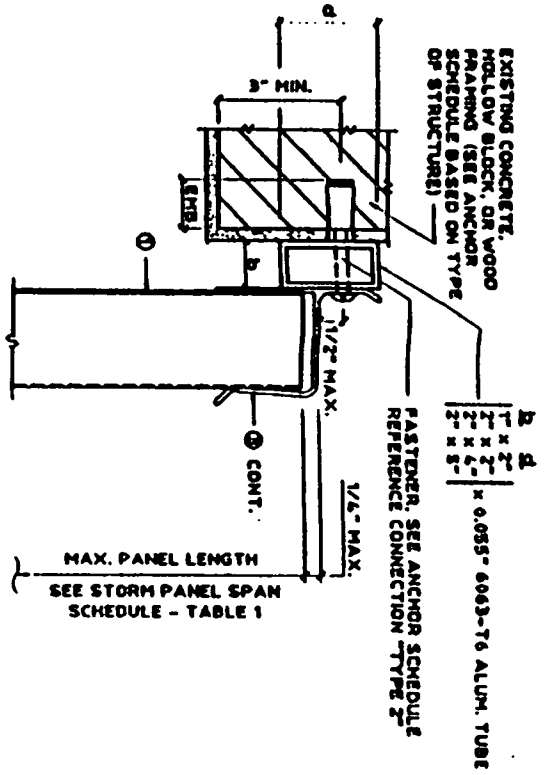 EXISTING CONCRETE,
HOLLOW BLOCK, OR WOOD
FRAMING (SEE ANCHOR
SCHEDULE BASED ON TYPE
OF STRUCTURE)
d
3" MIN.
EMB.
b
1
1/2" MAX.
3 CONT.
b d
1" x 2"
2" x 2"
2" x 4"
2" x 5"
x 0.055" 6063-T6 ALUM. TUBE
FASTENER, SEE ANCHOR SCHEDULE
REFERENCE CONNECTION "TYPE 2"
1/4" MAX.
MAX. PANEL LENGTH
SEE STORM PANEL SPAN
SCHEDULE - TABLE 1